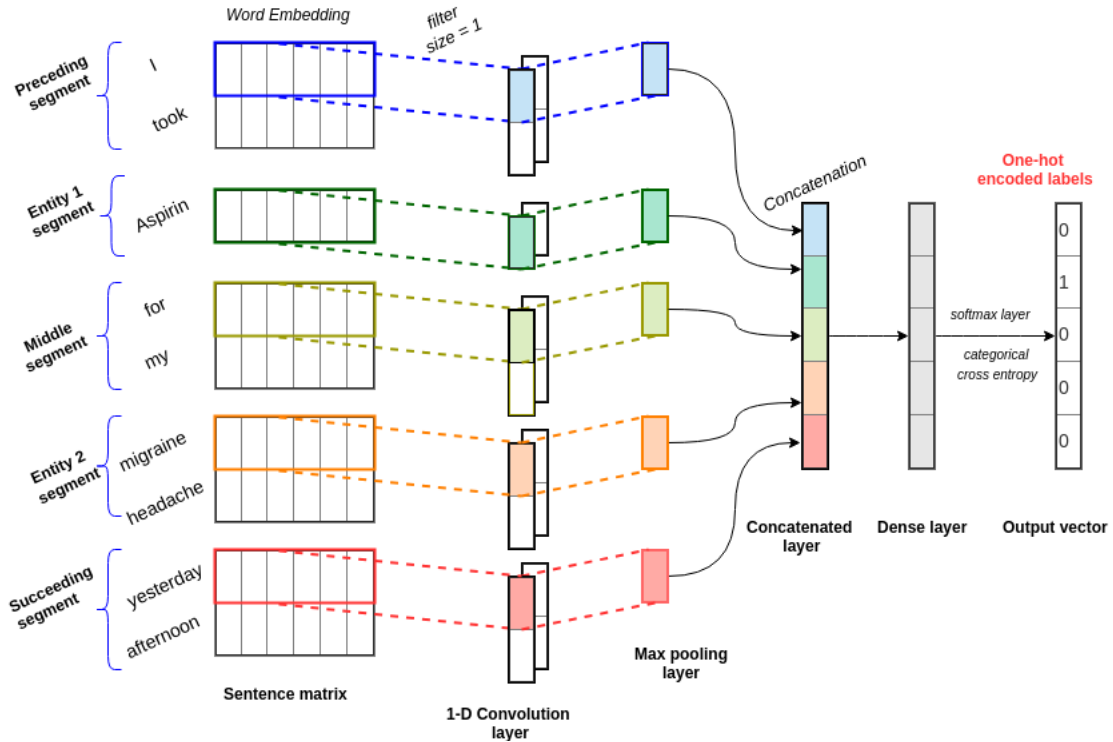 Word Embedding
filter
size = 1
Preceding
segment
I
took
Entity 1
segment
Aspirin
Middle
segment
for
my
Entity 2
segment
migraine
headache
Succeeding
segment
yesterday
afternoon
Sentence matrix
1-D Convolution
layer
Max pooling
layer
Concatenation
Concatenated
layer
Dense layer
softmax layer
categorical
cross entropy
One-hot
encoded labels
0
1
0
0
0
Output vector